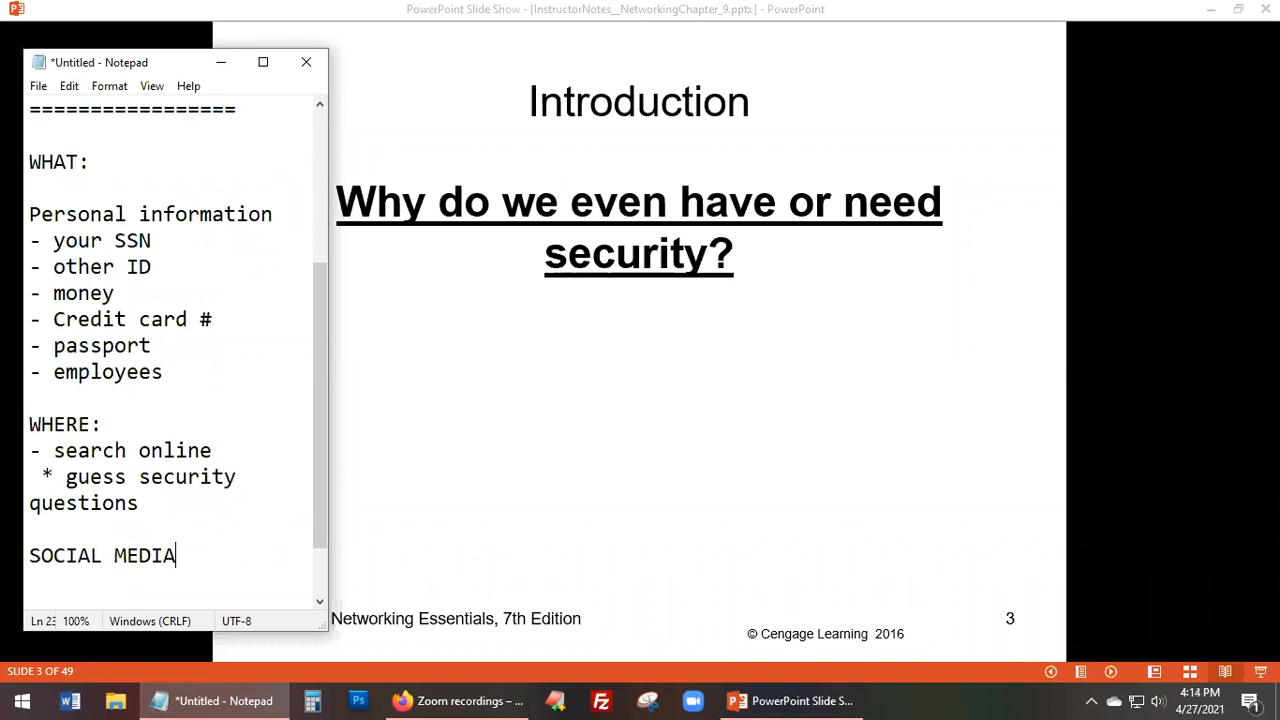 PowerPoint Slide Show - [InstructorNotes__NetworkingChapter_9.pptx] - PowerPoint
*Untitled - Notepad
File Edit Format View Help
=================
WHAT:
Personal information
- your SSN
- other ID
- money
- Credit card #
- passport
- employees
WHERE:
- search online
* guess security
questions
SOCIAL MEDIA
Ln 23 100% Windows (CRLF) UTF-8
Introduction
Why do we even have or need
security?
Networking Essentials, 7th Edition
© Cengage Learning 2016
3
SLIDE 3 OF 49
*Untitled - Notepad
Zoom recordings – ...
PowerPoint Slide S...
4:14 PM
4/27/2021